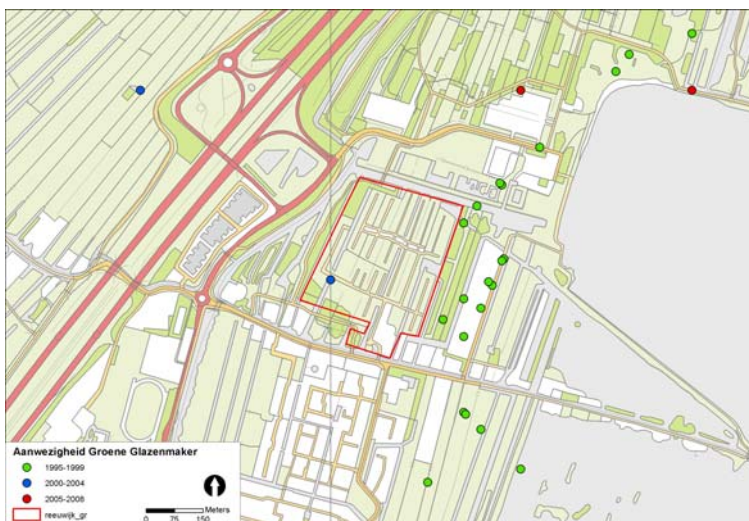 Aanwezigheid Groene Glazenmaker
1995-1999
2000-2004
2005-2008
reeuwijk_gr
Meters
0 75 150